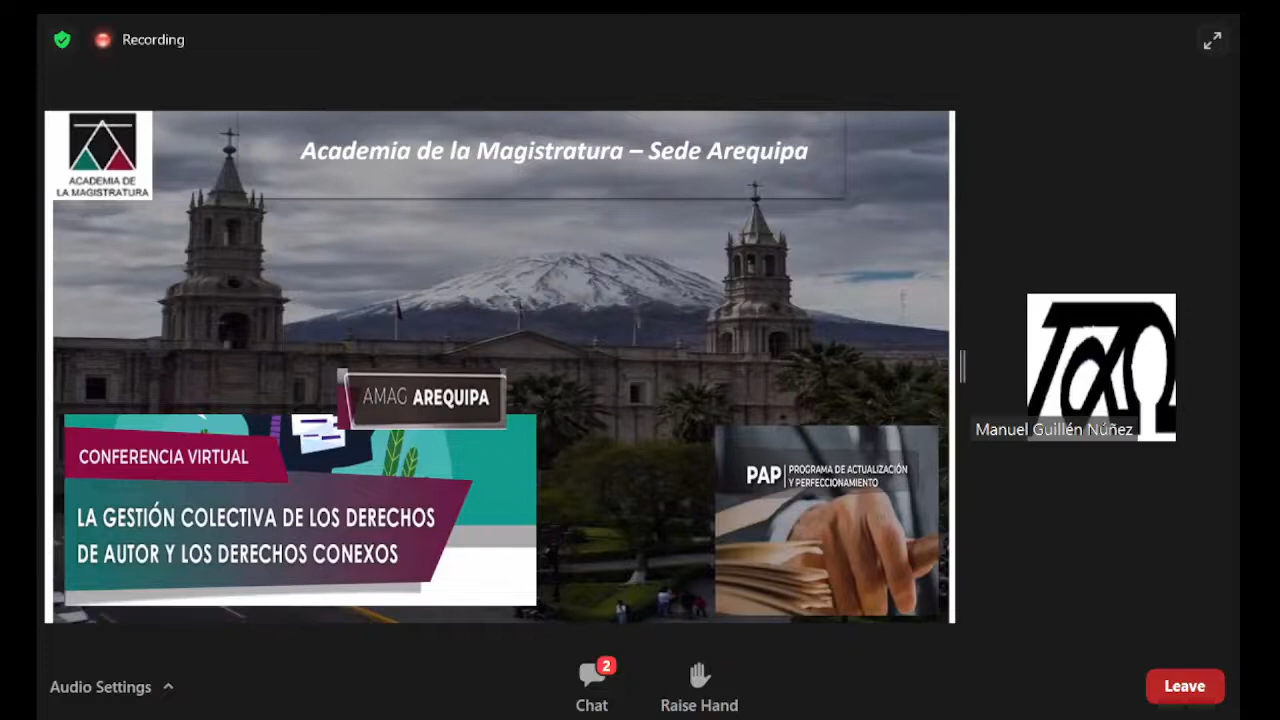 Recording
ACADEMIA DE
LA MAGISTRATURA
Academia de la Magistratura – Sede Arequipa
AMAG AREQUIPA
CONFERENCIA VIRTUAL
LA GESTIÓN COLECTIVA DE LOS DERECHOS
DE AUTOR Y LOS DERECHOS CONEXOS
PAP PROGRAMA DE ACTUALIZACIÓN
Y PERFECCIONAMIENTO
Manuel Guillén Núñez
Audio Settings
2
Chat
Raise Hand
Leave